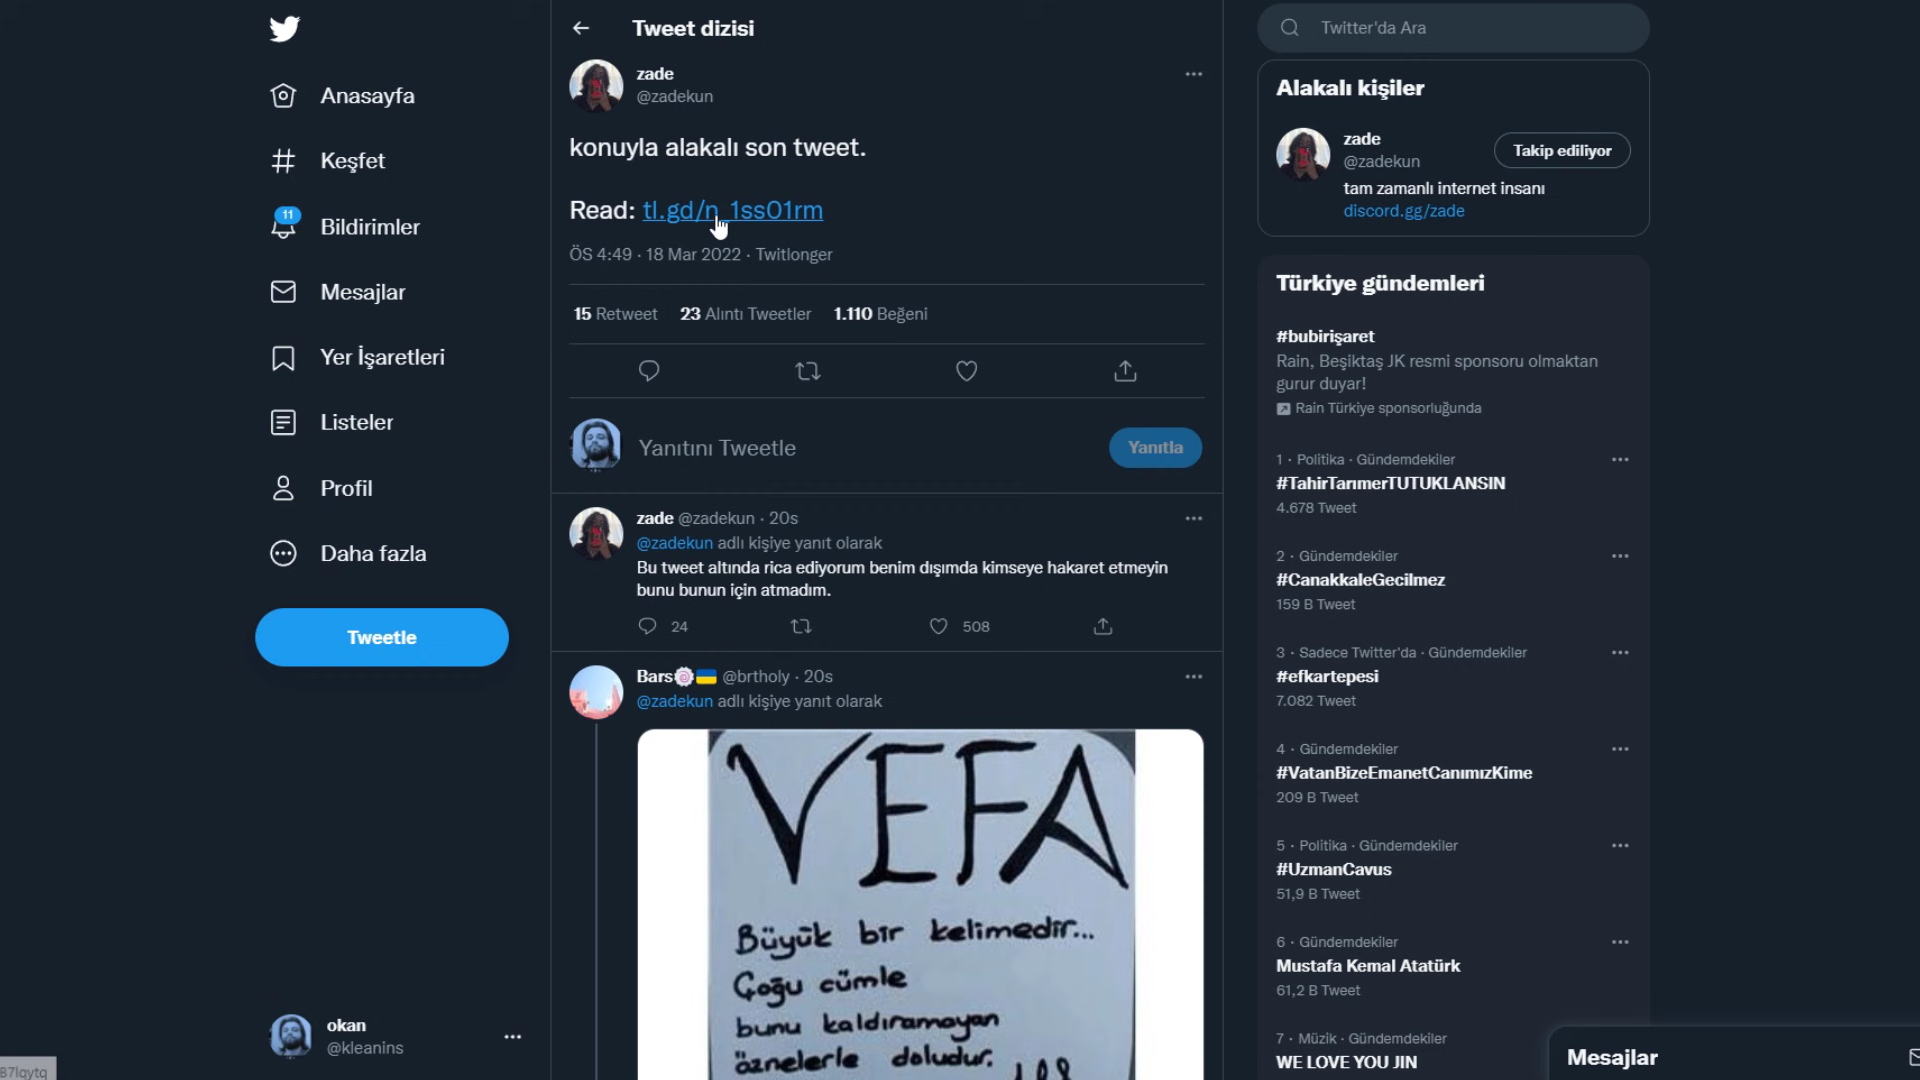 Anasayfa
Keşfet
11
Bildirimler
Mesajlar
Yer İşaretleri
Listeler
Profil
Daha fazla
Tweetle
okan
@kleanins
87lqytq
Tweet dizisi
zade
@zadekun
konuyla alakalı son tweet.
Read: tl.gd/n_1ss01rm
ÖS 4:49 · 18 Mar 2022 · Twitlonger
15 Retweet 23 Alıntı Tweetler 1.110 Beğeni
Yanıtını Tweetle
Yanıtla
zade @zadekun · 20s
@zadekun adlı kişiye yanıt olarak
Bu tweet altında rica ediyorum benim dışımda kimseye hakaret etmeyin
bunu bunun için atmadım.
24 508
Bars @brtholy · 20s
@zadekun adlı kişiye yanıt olarak
VEFA
Büyük bir kelimedir...
Çoğu cümle
bunu kaldıramayan
öznelerle doludur.
Twitter'da Ara
Alakalı kişiler
zade
@zadekun
Takip ediliyor
tam zamanlı internet insanı
discord.gg/zade
Türkiye gündemleri
#bubirişaret
Rain, Beşiktaş JK resmi sponsoru olmaktan
gurur duyar!
Rain Türkiye sponsorluğunda
1 · Politika · Gündemdekiler
#TahirTarımerTUTUKLANSIN
4.678 Tweet
2 · Gündemdekiler
#CanakkaleGecilmez
159 B Tweet
3 · Sadece Twitter'da · Gündemdekiler
#efkartepesi
7.082 Tweet
4 · Gündemdekiler
#VatanBizeEmanetCanımızKime
209 B Tweet
5 · Politika · Gündemdekiler
#UzmanCavus
51,9 B Tweet
6 · Gündemdekiler
Mustafa Kemal Atatürk
61,2 B Tweet
7 · Müzik · Gündemdekiler
WE LOVE YOU JIN
Mesajlar